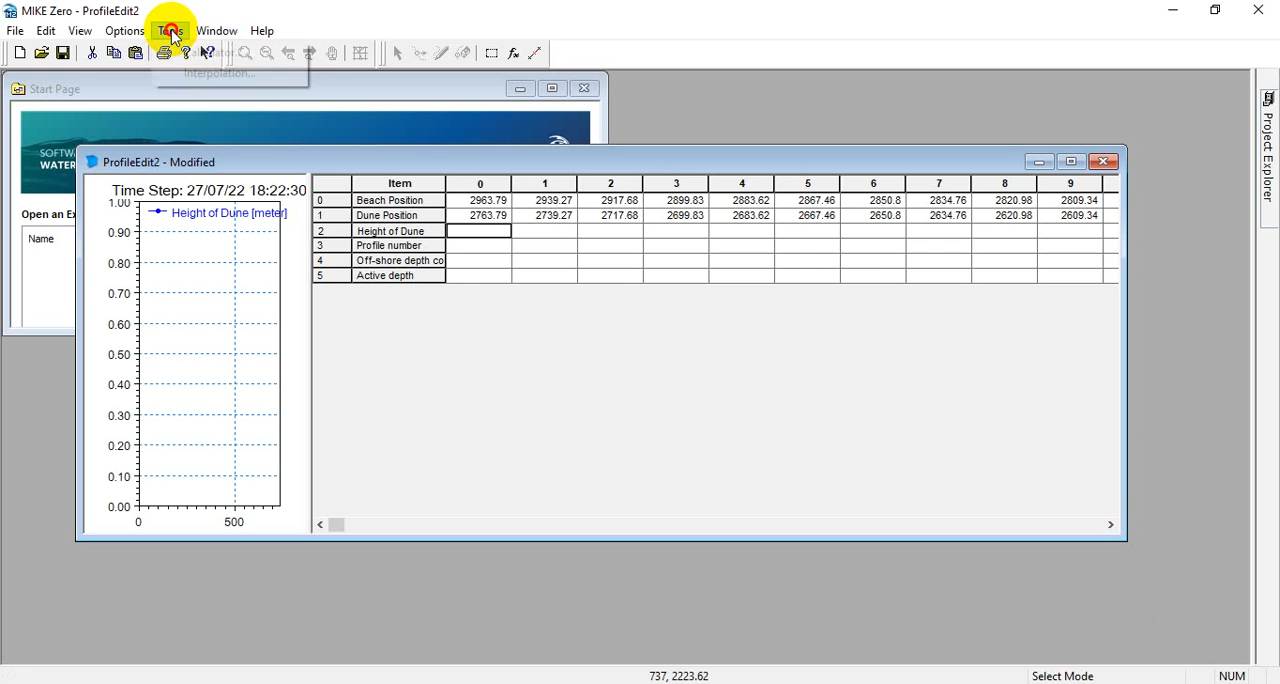 MIKE Zero - ProfileEdit2
File Edit View Options Tools Window Help
Interpolation...
Start Page
SOFTW
WATER
Open an Ex
Name
Project Explorer
ProfileEdit2 - Modified
Time Step: 27/07/22 18:22:30
Height of Dune [meter]
1.00
0.90
0.80
0.70
0.60
0.50
0.40
0.30
0.20
0.10
0.00
0 500
Item 0 1 2 3 4 5 6 7 8 9
0 Beach Position 2963.79 2939.27 2917.68 2899.83 2883.62 2867.46 2850.8 2834.76 2820.98 2809.34
1 Dune Position 2763.79 2739.27 2717.68 2699.83 2683.62 2667.46 2650.8 2634.76 2620.98 2609.34
2 Height of Dune
3 Profile number
4 Off-shore depth co
5 Active depth
737, 2223.62
Select Mode
NUM